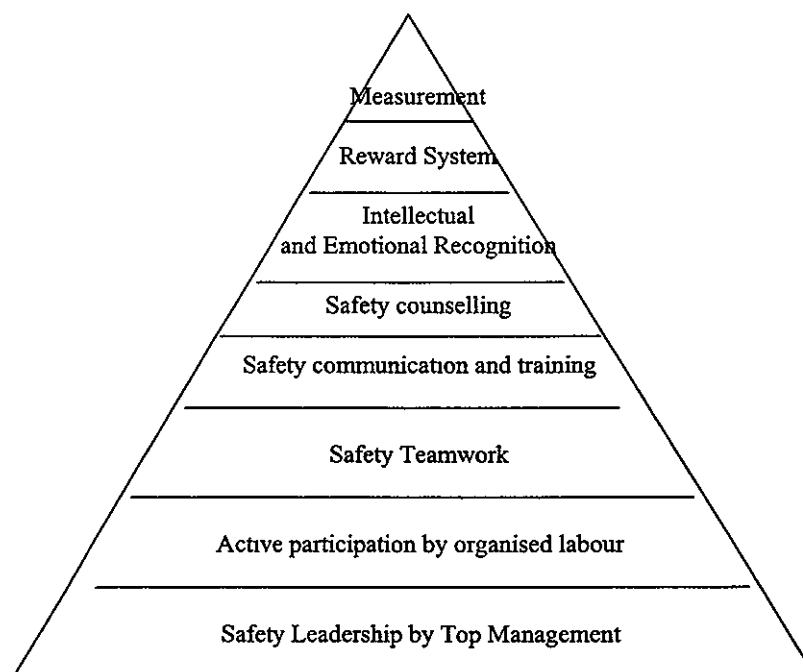 Measurement
Reward System
Intellectual
and Emotional Recognition
Safety counselling
Safety communication and training
Safety Teamwork
Active participation by organised labour
Safety Leadership by Top Management